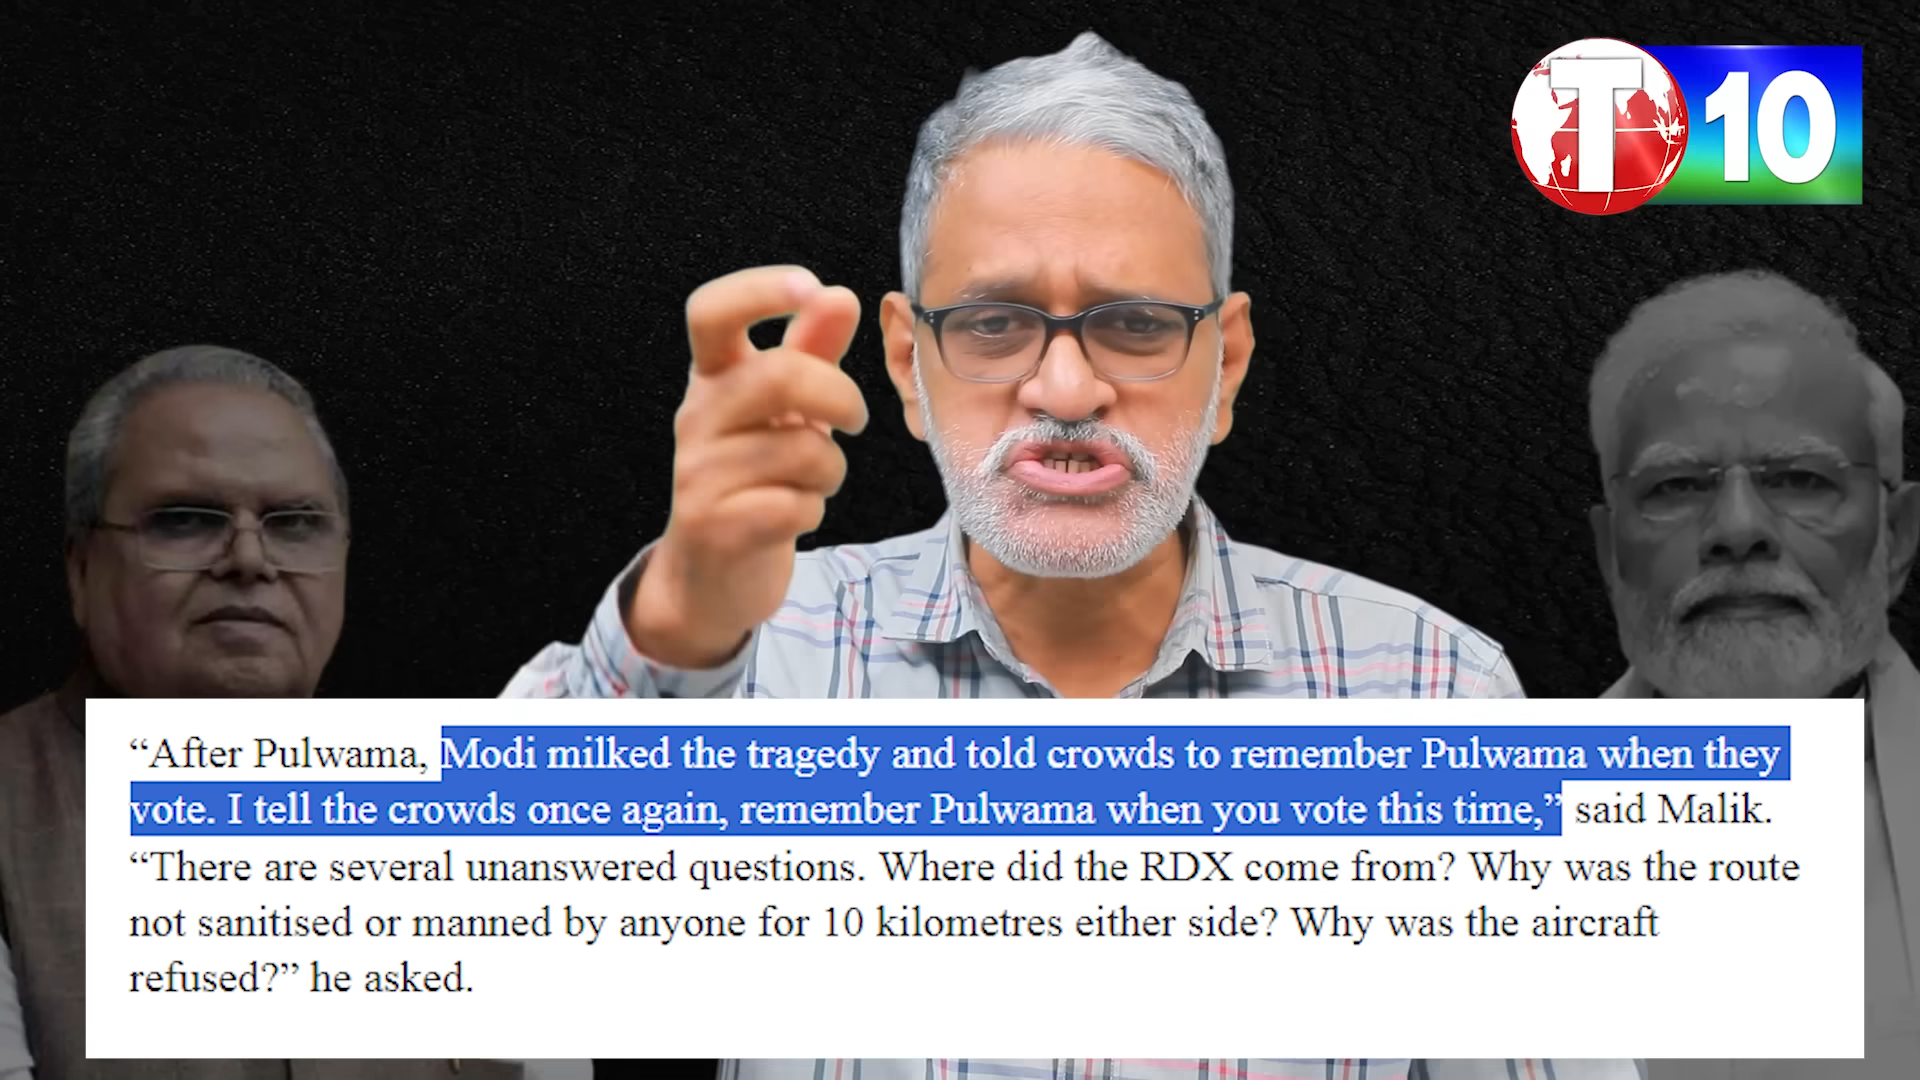 T 10
“After Pulwama, Modi milked the tragedy and told crowds to remember Pulwama when they
vote. I tell the crowds once again, remember Pulwama when you vote this time,” said Malik.
“There are several unanswered questions. Where did the RDX come from? Why was the route
not sanitised or manned by anyone for 10 kilometres either side? Why was the aircraft
refused?” he asked.